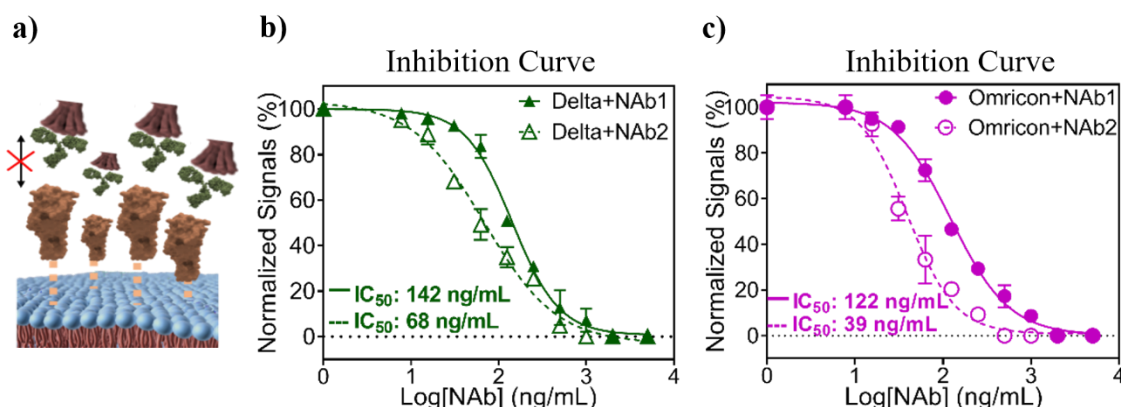 a)
b)
Inhibition Curve
Normalized Signals (%)
100
80
60
40
20
0
Delta+NAb1
Delta+NAb2
IC50: 142 ng/mL
IC50: 68 ng/mL
0 1 2 3 4
Log[NAb] (ng/mL)
c)
Inhibition Curve
Normalized Signals (%)
100
80
60
40
20
0
Omricon+NAb1
Omricon+NAb2
IC50: 122 ng/mL
IC50: 39 ng/mL
0 1 2 3 4
Log[NAb] (ng/mL)